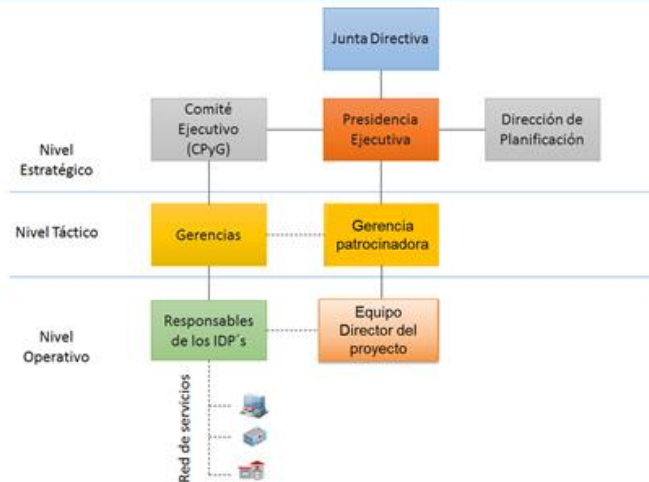 Junta Directiva
Comité
Ejecutivo
(CPyG)
Presidencia
Ejecutiva
Dirección de
Planificación
Nivel
Estratégico
Nivel Táctico
Gerencias
Gerencia
patrocinadora
Nivel
Operativo
Responsables
de los IDP´s
Equipo
Director del
proyecto
Red de servicios